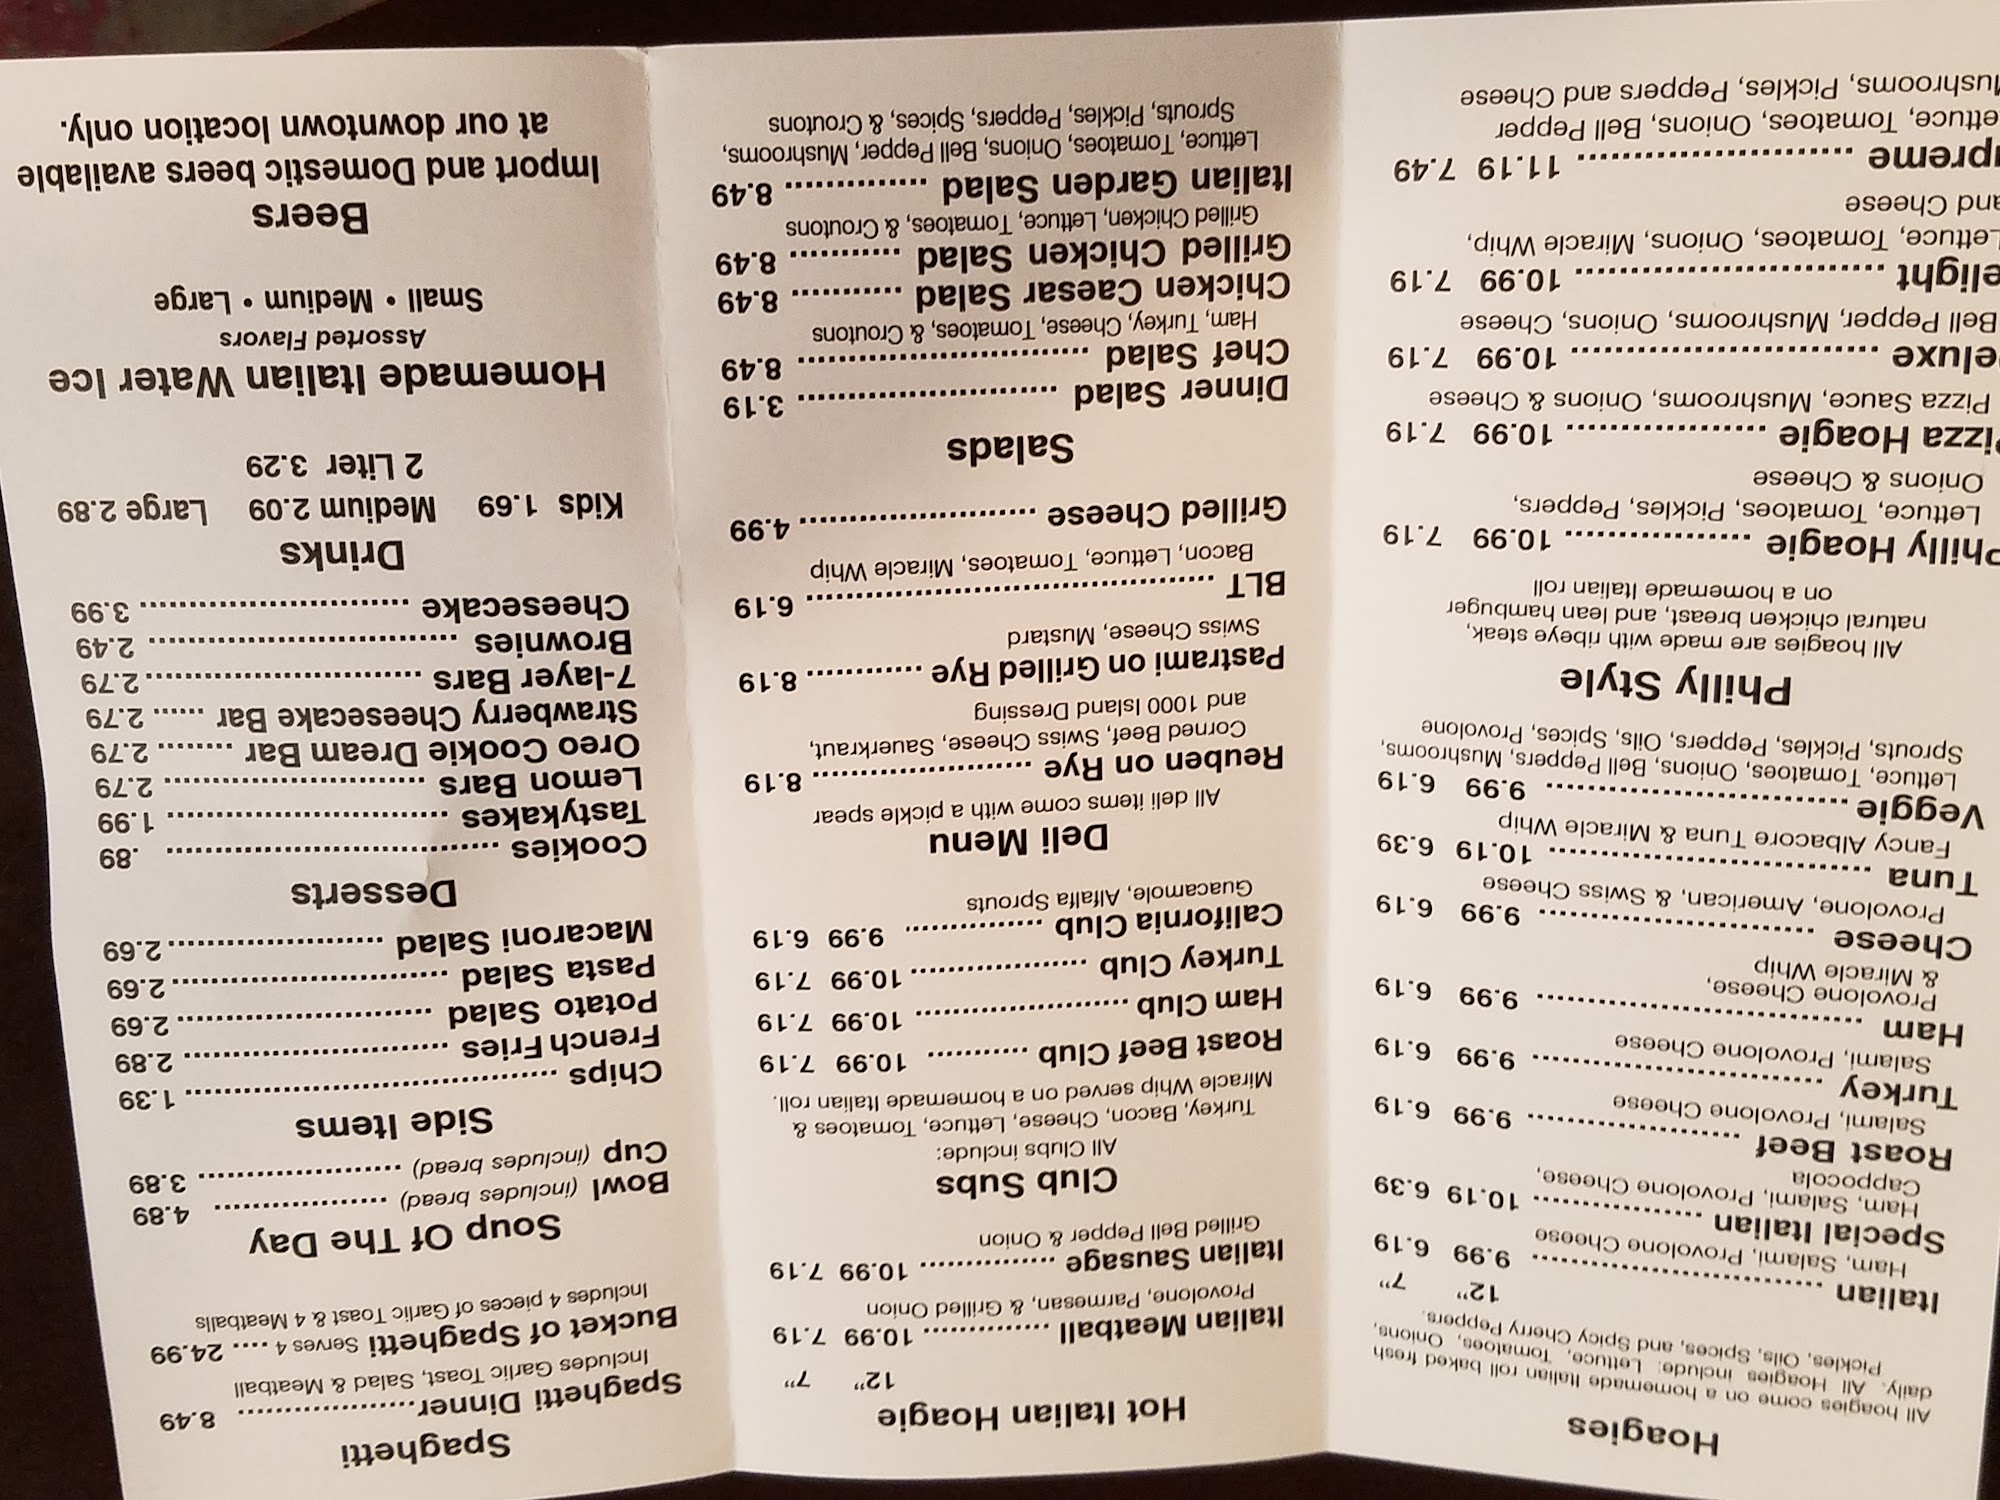 Hoagies
All hoagies come on a homemade Italian roll baked fresh
daily. All Hoagies include: Lettuce, Tomatoes, Onions,
Pickles, Oils, Spices, and Spicy Cherry Peppers.
12" 7"
Italian .......................... 9.99 6.19
Ham, Salami, Provolone Cheese
Special Italian ................ 10.19 6.39
Ham, Salami, Provolone Cheese,
Cappocola
Roast Beef .................... 9.99 6.19
Salami, Provolone Cheese
Turkey .......................... 9.99 6.19
Salami, Provolone Cheese
Ham ............................. 9.99 6.19
Provolone Cheese,
& Miracle Whip
Cheese ......................... 9.99 6.19
Provolone, American, & Swiss Cheese
Tuna ............................ 10.19 6.39
Fancy Albacore Tuna & Miracle Whip
Veggie .......................... 9.99 6.19
Lettuce, Tomatoes, Onions, Bell Peppers, Mushrooms,
Sprouts, Pickles, Peppers, Oils, Spices, Provolone
Philly Style
All hoagies are made with ribeye steak,
natural chicken breast, and lean hambuger
on a homemade Italian roll
Philly Hoagie .................. 10.99 7.19
Lettuce, Tomatoes, Pickles, Peppers,
Onions & Cheese
Pizza Hoagie ................... 10.99 7.19
Pizza Sauce, Mushrooms, Onions & Cheese
eluxe ............................ 10.99 7.19
Bell Pepper, Mushrooms, Onions, Cheese
elight ............................ 10.99 7.19
Lettuce, Tomatoes, Onions, Miracle Whip,
and Cheese
upreme .......................... 11.19 7.49
ettuce, Tomatoes, Onions, Bell Pepper
Mushrooms, Pickles, Peppers and Cheese
Hot Italian Hoagie
12" 7"
Italian Meatball .............. 10.99 7.19
Provolone, Parmesan, & Grilled Onion
Italian Sausage ............... 10.99 7.19
Grilled Bell Pepper & Onion
Club Subs
All Clubs include:
Turkey, Bacon, Cheese, Lettuce, Tomatoes &
Miracle Whip served on a homemade Italian roll.
Roast Beef Club ........... 10.99 7.19
Ham Club ..................... 10.99 7.19
Turkey Club .................. 10.99 7.19
California Club .............. 9.99 6.19
Guacamole, Alfalfa Sprouts
Deli Menu
All deli items come with a pickle spear
Reuben on Rye ...................... 8.19
Corned Beef, Swiss Cheese, Sauerkraut,
and 1000 Island Dressing
Pastrami on Grilled Rye ............ 8.19
Swiss Cheese, Mustard
BLT ....................................... 6.19
Bacon, Lettuce, Tomatoes, Miracle Whip
Grilled Cheese ........................ 4.99
Salads
Dinner Salad .......................... 3.19
Chef Salad ............................. 8.49
Ham, Turkey, Cheese, Tomatoes, & Croutons
Chicken Caesar Salad ........... 8.49
Grilled Chicken Salad ........... 8.49
Grilled Chicken, Lettuce, Tomatoes, & Croutons
Italian Garden Salad .............. 8.49
Lettuce, Tomatoes, Onions, Bell Pepper, Mushrooms,
Sprouts, Pickles, Peppers, Spices, & Croutons
Spaghetti
Spaghetti Dinner.................... 8.49
Includes Garlic Toast, Salad & Meatball
Bucket of Spaghetti Serves 4 .... 24.99
Includes 4 pieces of Garlic Toast & 4 Meatballs
Soup Of The Day
Bowl (includes bread) ................. 4.89
Cup (includes bread) .................... 3.89
Side Items
Chips ..................................... 1.39
French Fries ........................... 2.89
Potato Salad .......................... 2.69
Pasta Salad ........................... 2.69
Macaroni Salad ..................... 2.69
Desserts
Cookies ................................. .89
Tastykakes ............................ 1.99
Lemon Bars .......................... 2.79
Oreo Cookie Dream Bar ........ 2.79
Strawberry Cheesecake Bar ...... 2.79
7-layer Bars ........................... 2.79
Brownies .............................. 2.49
Cheesecake ........................... 3.99
Drinks
Kids 1.69 Medium 2.09 Large 2.89
2 Liter 3.29
Homemade Italian Water Ice
Assorted Flavors
Small • Medium • Large
Beers
Import and Domestic beers available
at our downtown location only.